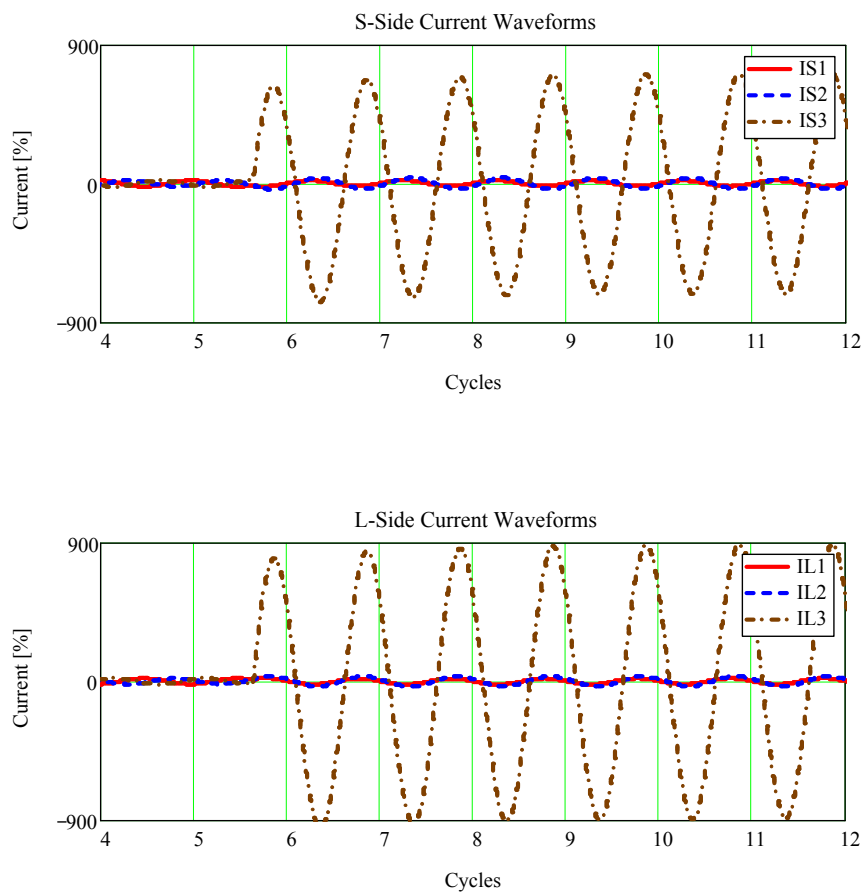 S-Side Current Waveforms
900
0
−900
Current [%]
IS1
IS2
IS3
4 5 6 7 8 9 10 11 12
Cycles
L-Side Current Waveforms
900
0
−900
Current [%]
IL1
IL2
IL3
4 5 6 7 8 9 10 11 12
Cycles